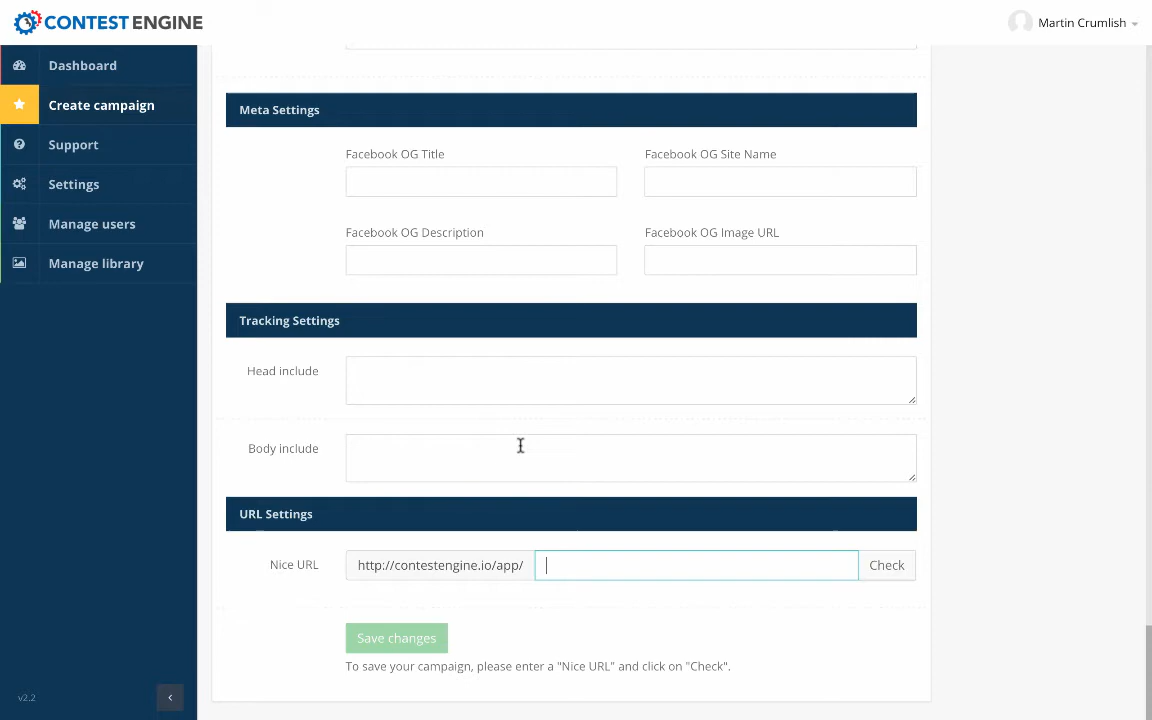 CONTEST ENGINE
Martin Crumlish
Dashboard
Create campaign
Support
Settings
Manage users
Manage library
Meta Settings
Facebook OG Title
Facebook OG Site Name
Facebook OG Description
Facebook OG Image URL
Tracking Settings
Head include
Body include
URL Settings
Nice URL
http://contestengine.io/app/
Check
Save changes
To save your campaign, please enter a "Nice URL" and click on "Check".
v2.2